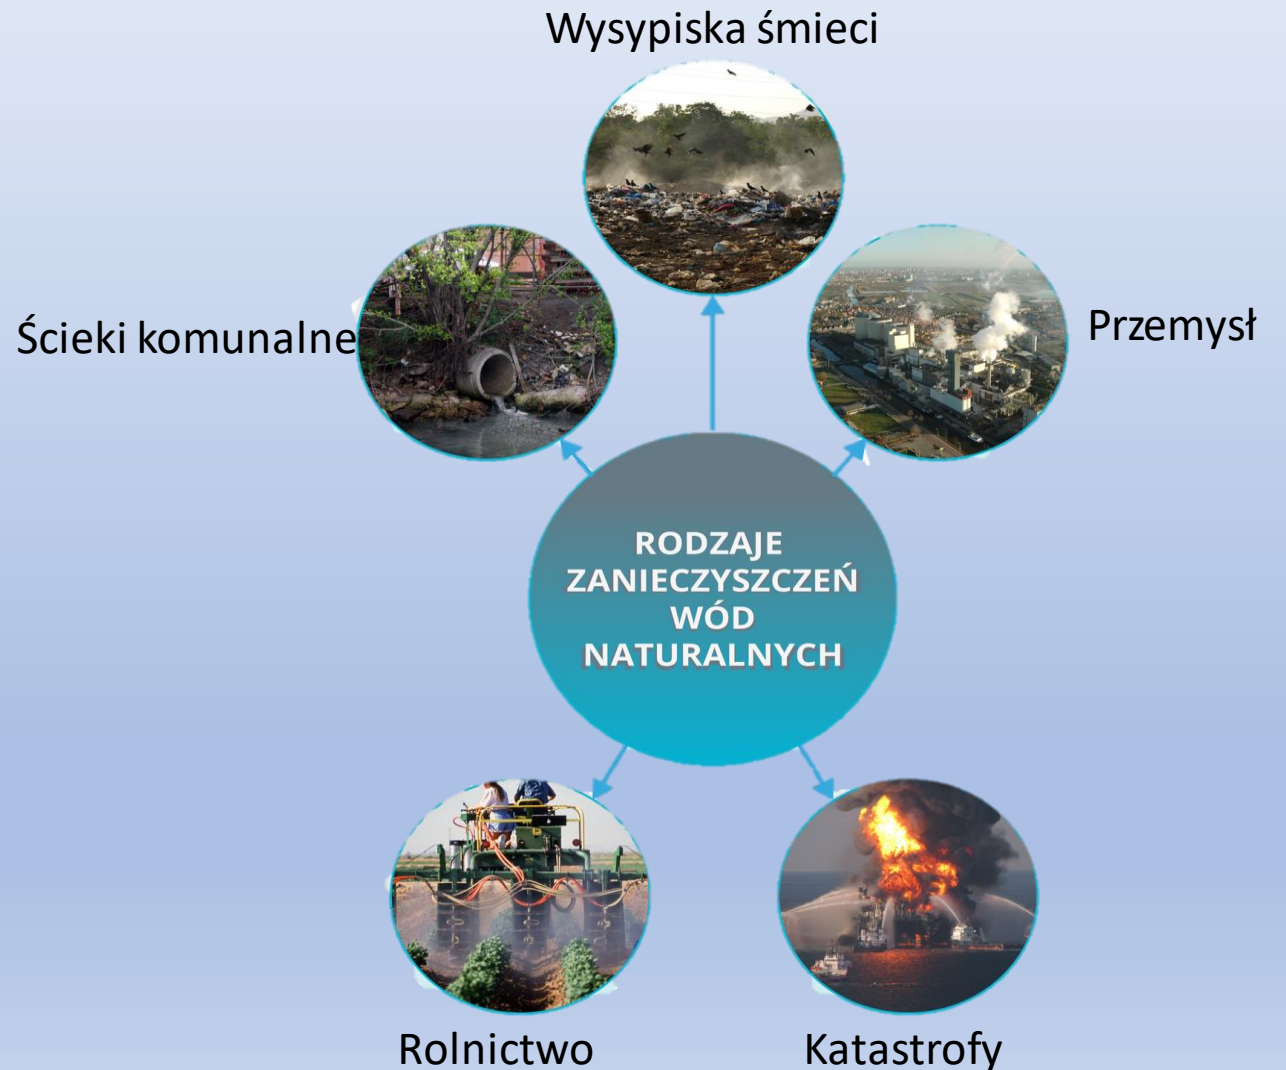 Wysypiska śmieci
Ścieki komunalne
Przemysł
RODZAJE
ZANIECZYSZCZEŃ
WÓD
NATURALNYCH
Rolnictwo
Katastrofy